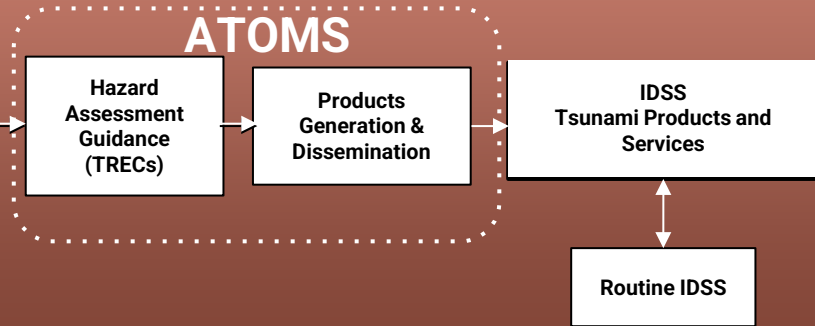 ATOMS
Hazard
Assessment
Guidance
(TRECs)
Products
Generation &
Dissemination
IDSS
Tsunami Products and
Services
Routine IDSS